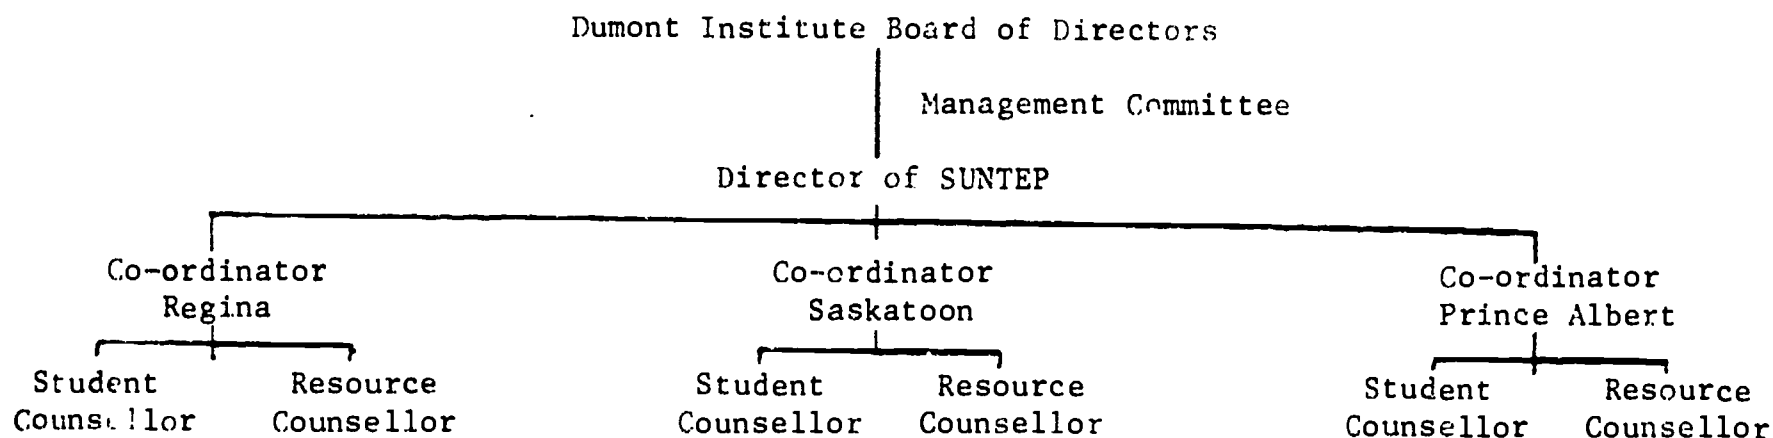 Dumont Institute Board of Directors
Management Committee
Director of SUNTEP
Co-ordinator
Regina
Co-ordinator
Saskatoon
Co-ordinator
Prince Albert
Student
Counsellor
Resource
Counsellor
Student
Counsellor
Resource
Counsellor
Student
Counsellor
Resource
Counsellor